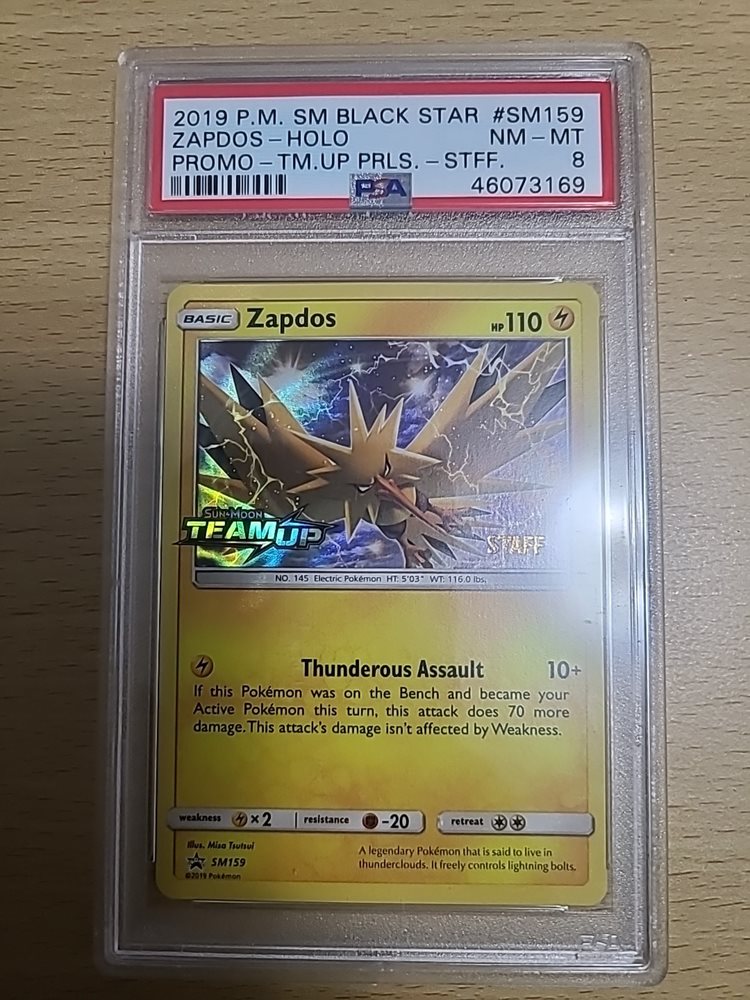 2019 P.M. SM BLACK STAR #SM159
ZAPDOS - HOLO NM - MT
PROMO - TM.UP PRLS. - STFF. 8
PSA 46073169
BASIC Zapdos HP 110
SUN & MOON
TEAM UP
STAFF
NO. 145 Electric Pokémon HT: 5'03" WT: 116.0 lbs.
Thunderous Assault 10+
If this Pokémon was on the Bench and became your
Active Pokémon this turn, this attack does 70 more
damage. This attack's damage isn't affected by Weakness.
weakness ×2 resistance -20 retreat
Illus. Misa Tsutsui
SM159
©2019 Pokémon
A legendary Pokémon that is said to live in
thunderclouds. It freely controls lightning bolts.